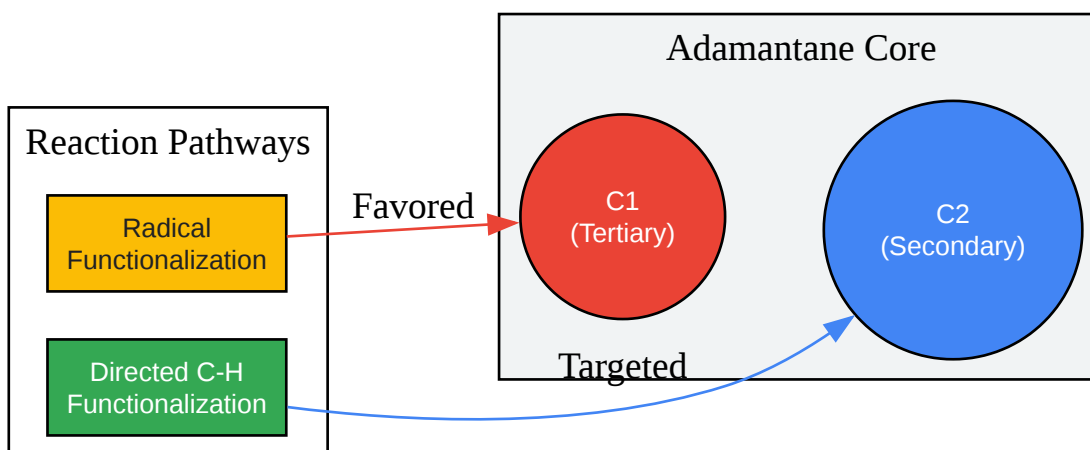 Adamantane Core
Reaction Pathways
Radical
Functionalization
Favored
C1
(Tertiary)
C2
(Secondary)
Directed C-H
Functionalization
Targeted